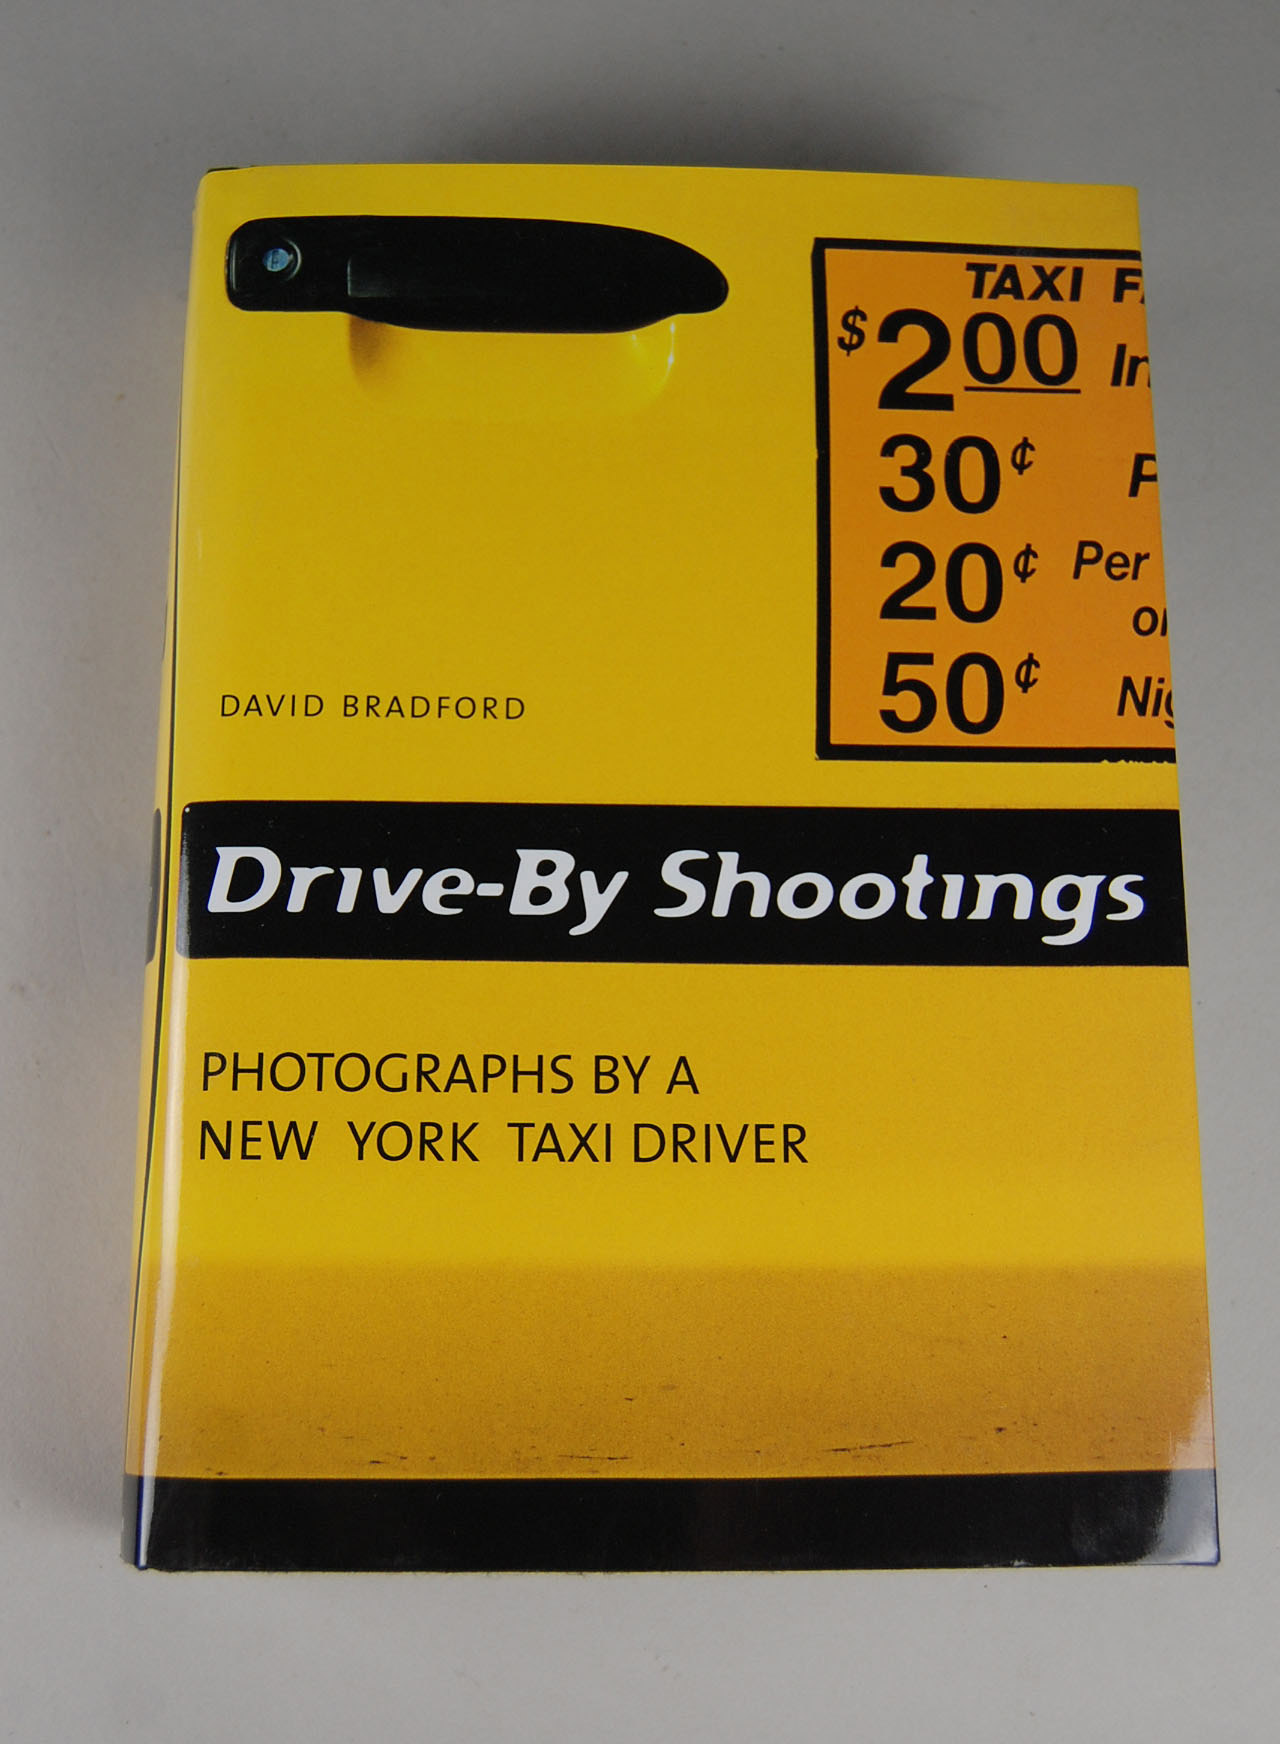 TAXI
$2.00
30¢
20¢ Per
50¢
DAVID BRADFORD
Drive-By Shootings
PHOTOGRAPHS BY A
NEW YORK TAXI DRIVER